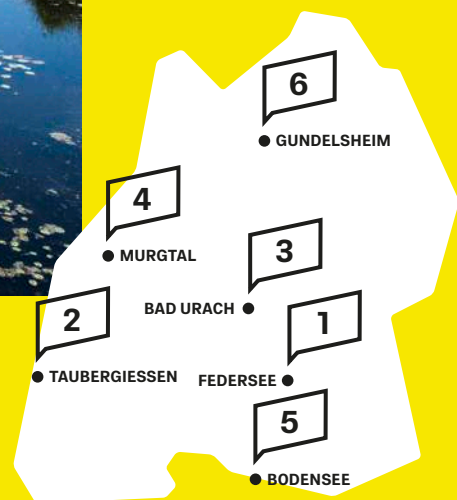 6
GUNDELSHEIM
4
MURGTAL
3
BAD URACH
2
TAUBERGIESSEN
1
FEDERSEE
5
BODENSEE